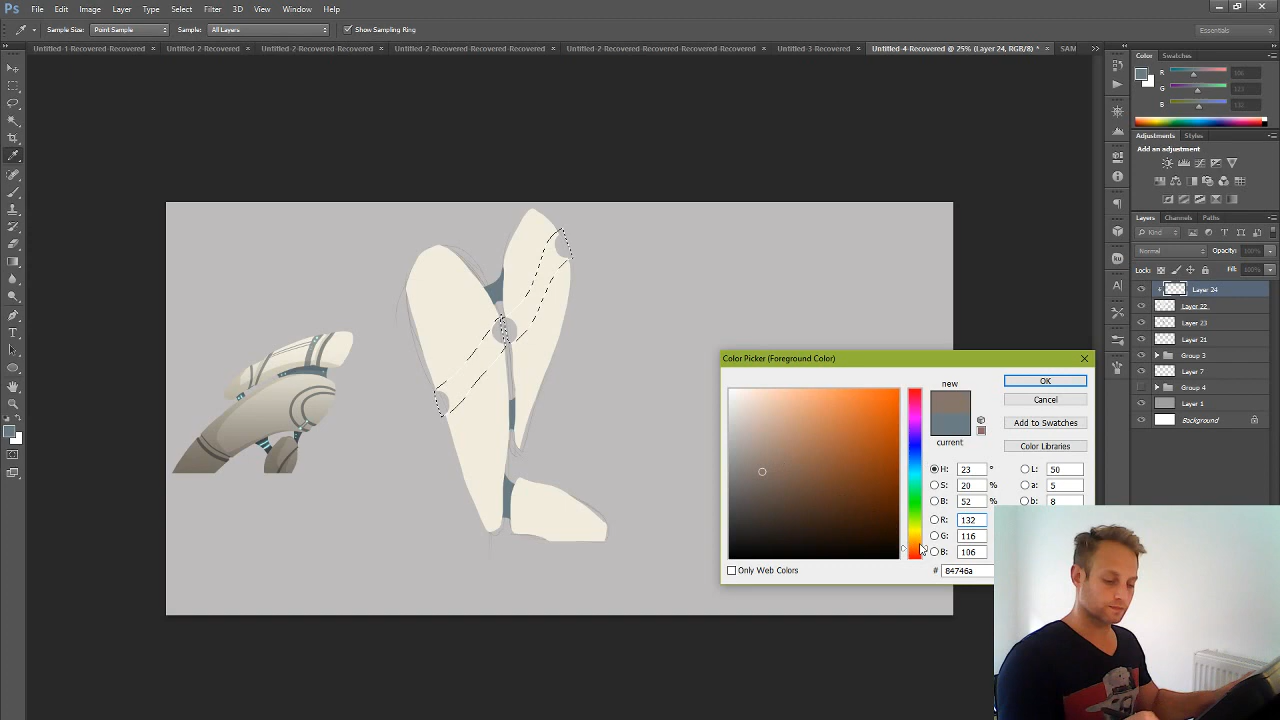 Ps File Edit Image Layer Type Select Filter 3D View Window Help
Sample Size: Point Sample Sample: All Layers Show Sampling Ring Essentials
Untitled-1-Recovered-Recovered × Untitled-2-Recovered × Untitled-2-Recovered-Recovered × Untitled-2-Recovered-Recovered-Recovered × Untitled-2-Recovered-Recovered-Recovered-Recovered × Untitled-3-Recovered × Untitled-4-Recovered @ 25% (Layer 24, RGB/8) * × SAM
Color Swatches
R 106
G 123
B 132
Adjustments Styles
Add an adjustment
Layers Channels Paths
Kind
Normal Opacity: 100%
Lock: Fill: 100%
Layer 24
Layer 22
Layer 23
Layer 21
Group 3
Layer 7
Group 4
Layer 1
Background
Color Picker (Foreground Color)
new
current
OK
Cancel
Add to Swatches
Color Libraries
H: 23 °
S: 20 %
B: 52 %
R: 132
G: 116
B: 106
L: 50
a: 5
b: 8
# 84746a
Only Web Colors